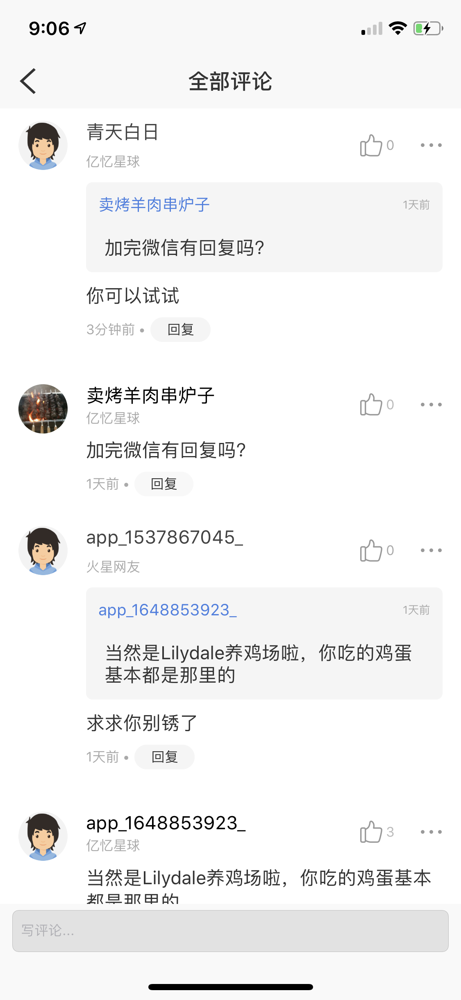 9:06
全部评论
青天白日
0
亿忆星球
卖烤羊肉串炉子
1天前
加完微信有回复吗?
你可以试试
3分钟前 • 回复
卖烤羊肉串炉子
0
亿忆星球
加完微信有回复吗?
1天前 • 回复
app_1537867045_
0
火星网友
app_1648853923_
1天前
当然是Lilydale养鸡场啦，你吃的鸡蛋
基本都是那里的
求求你别锈了
1天前 • 回复
app_1648853923_
3
亿忆星球
当然是Lilydale养鸡场啦，你吃的鸡蛋基本
都是那里的
写评论...